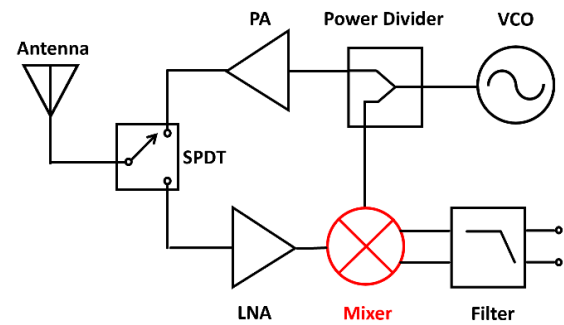 PA
Power Divider
VCO
Antenna
SPDT
LNA
Mixer
Filter